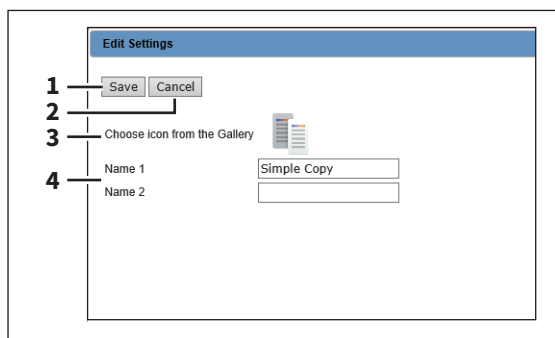 Edit Settings
1 Save Cancel
2
3 Choose icon from the Gallery
Name 1 Simple Copy
4
Name 2